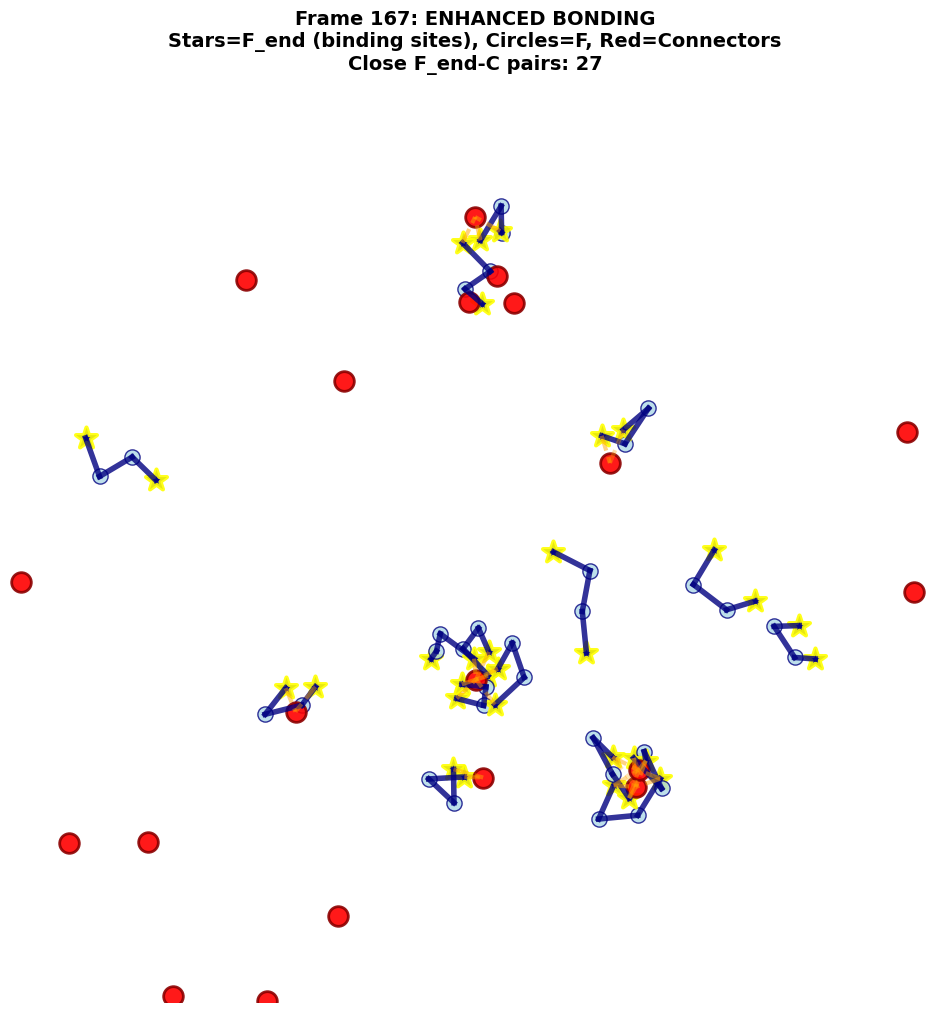 Frame 167: ENHANCED BONDING
Stars=F_end (binding sites), Circles=F, Red=Connectors
Close F_end-C pairs: 27